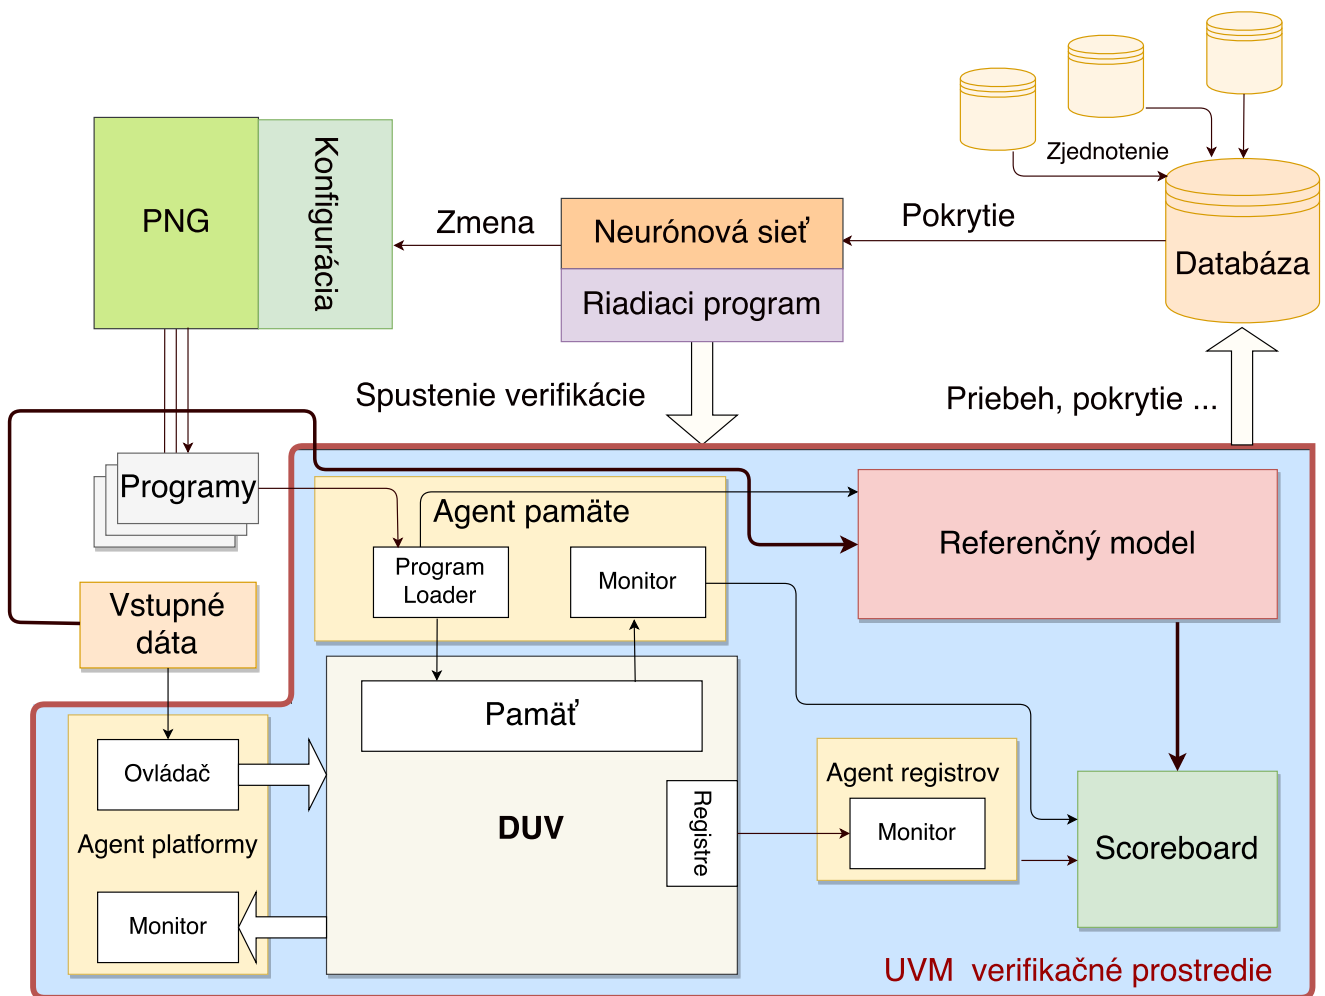 Zjednotenie
PNG
Konfigurácia
Zmena
Neurónová sieť
Riadiaci program
Pokrytie
Databáza
Spustenie verifikácie
Priebeh, pokrytie ...
Programy
Agent pamäte
Program
Loader
Monitor
Referenčný model
Vstupné
dáta
Pamäť
Ovládač
Agent platformy
Monitor
DUV
Registre
Agent registrov
Monitor
Scoreboard
UVM verifikačné prostredie